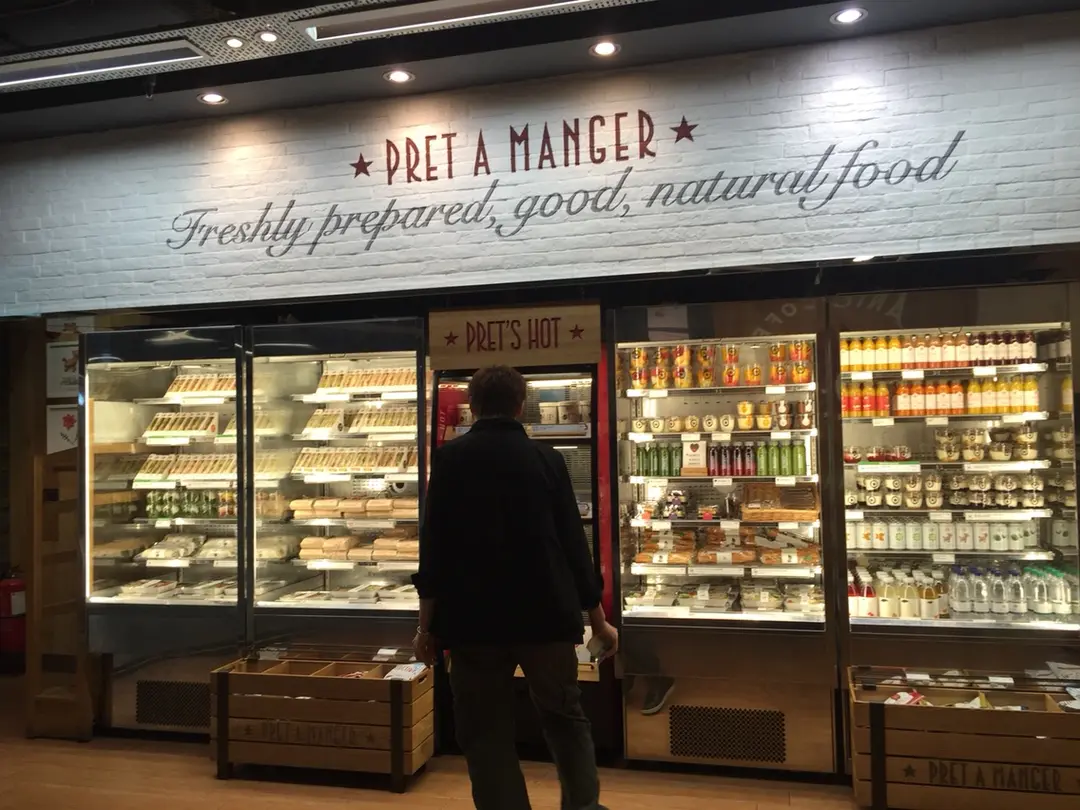 ★ PRET A MANGER ★
Freshly prepared, good, natural food
★ PRET'S HOT ★
★ PRET A MANGER ★
★ PRET A MANGER